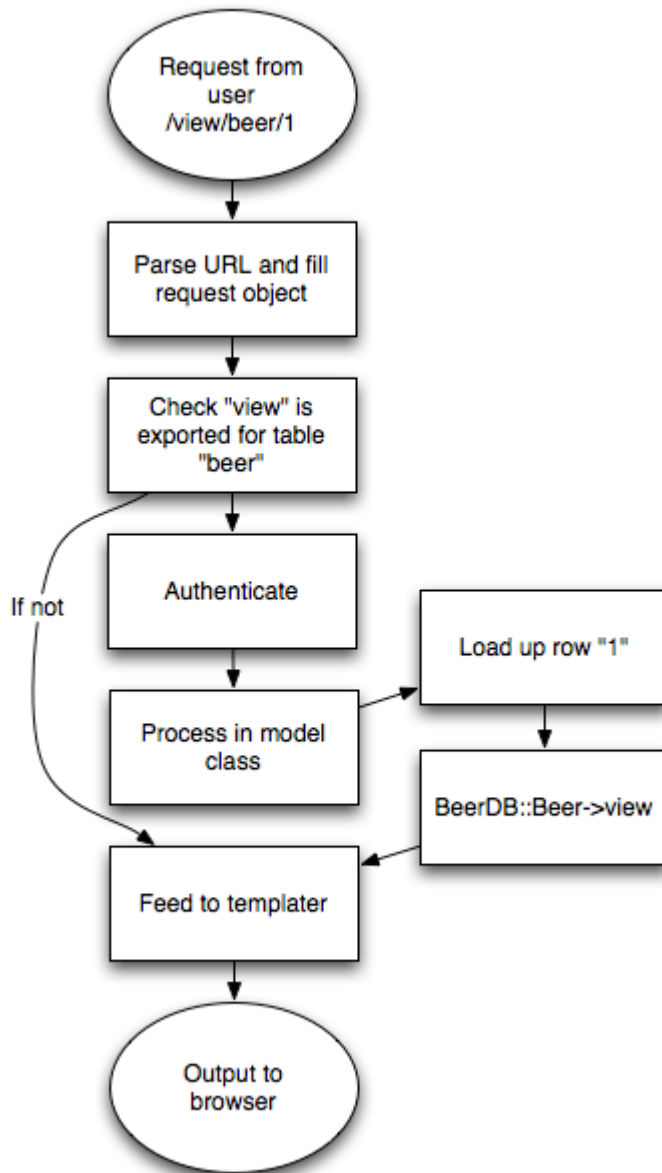 Request from
user
/view/beer/1
Parse URL and fill
request object
Check "view" is
exported for table
"beer"
If not
Authenticate
Load up row "1"
Process in model
class
BeerDB::Beer->view
Feed to templater
Output to
browser